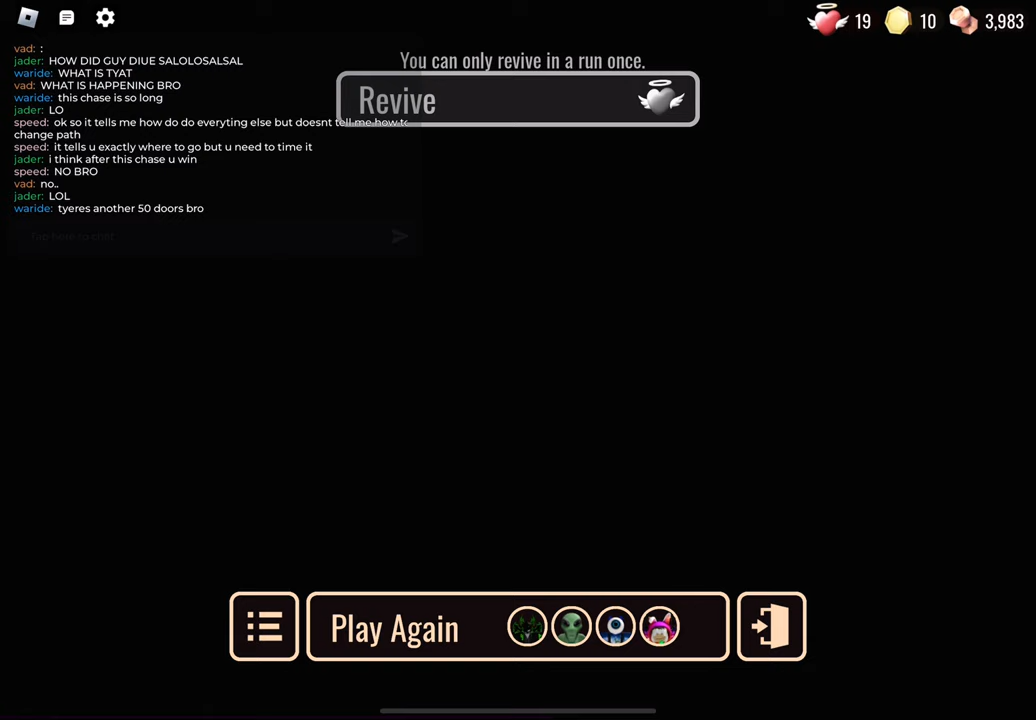 19 10 3,983
vad: :
jader: HOW DID GUY DIUE SALOLOSALSAL
waride: WHAT IS TYAT
vad: WHAT IS HAPPENING BRO
waride: this chase is so long
jader: LO
speed: ok so it tells me how do do everyting else but doesnt tell me how to
change path
speed: it tells u exactly where to go but u need to time it
jader: i think after this chase u win
speed: NO BRO
vad: no..
jader: LOL
waride: tyeres another 50 doors bro
Tap here to chat
You can only revive in a run once.
Revive
Play Again